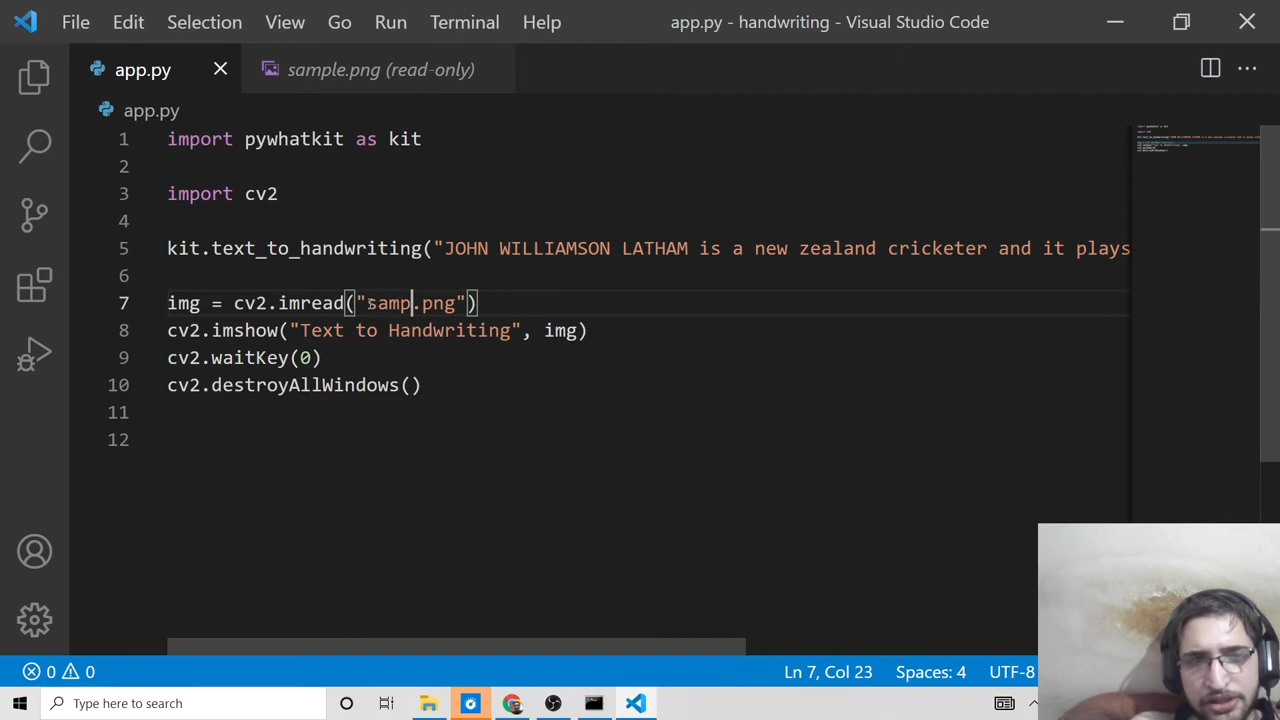 File Edit Selection View Go Run Terminal Help app.py - handwriting - Visual Studio Code
app.py sample.png (read-only)
app.py
1 import pywhatkit as kit
2
3 import cv2
4
5 kit.text_to_handwriting("JOHN WILLIAMSON LATHAM is a new zealand cricketer and it plays
6
7 img = cv2.imread("samp.png")
8 cv2.imshow("Text to Handwriting", img)
9 cv2.waitKey(0)
10 cv2.destroyAllWindows()
11
12
0 0 Ln 7, Col 23 Spaces: 4 UTF-8
Type here to search